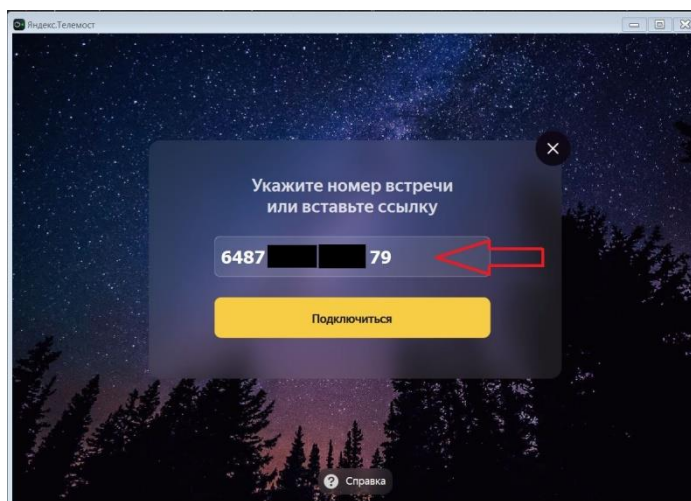 Яндекс.Телемост
Укажите номер встречи
или вставьте ссылку
6487 79
Подключиться
Справка